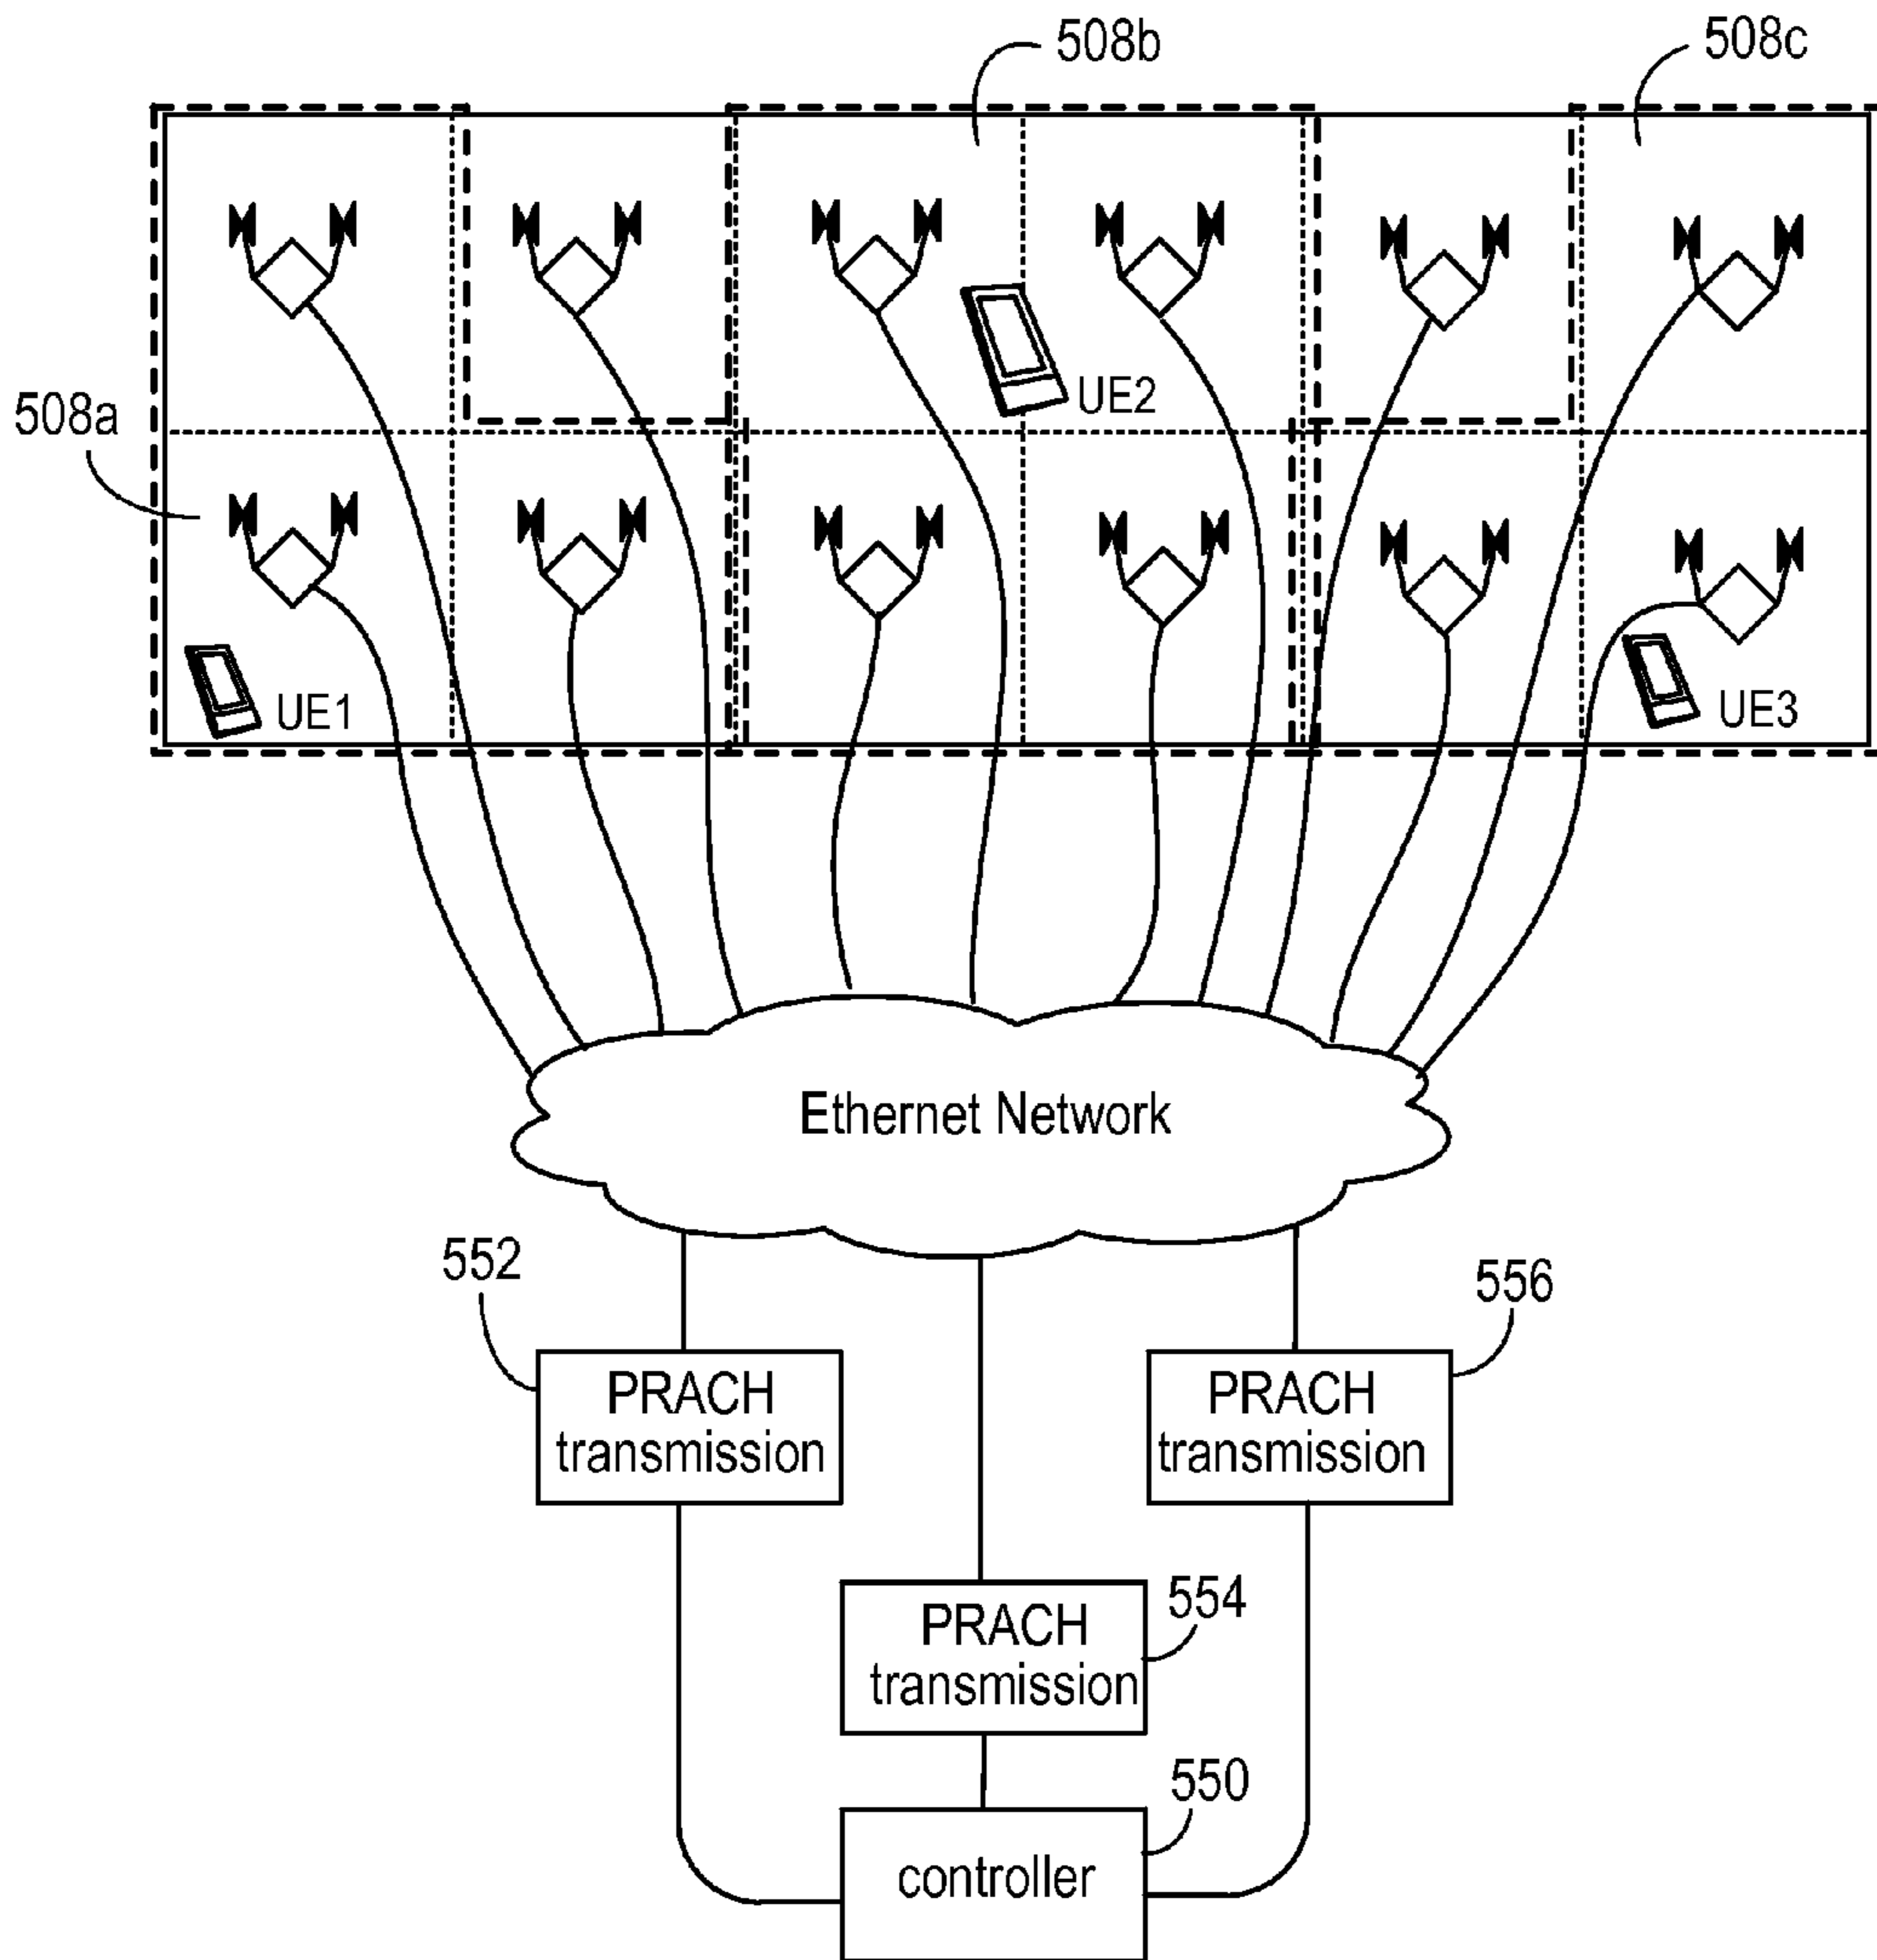 508b
508c
508a
UE2
UE1
UE3
Ethernet Network
552
556
PRACH
transmission
PRACH
transmission
554
PRACH
transmission
550
controller